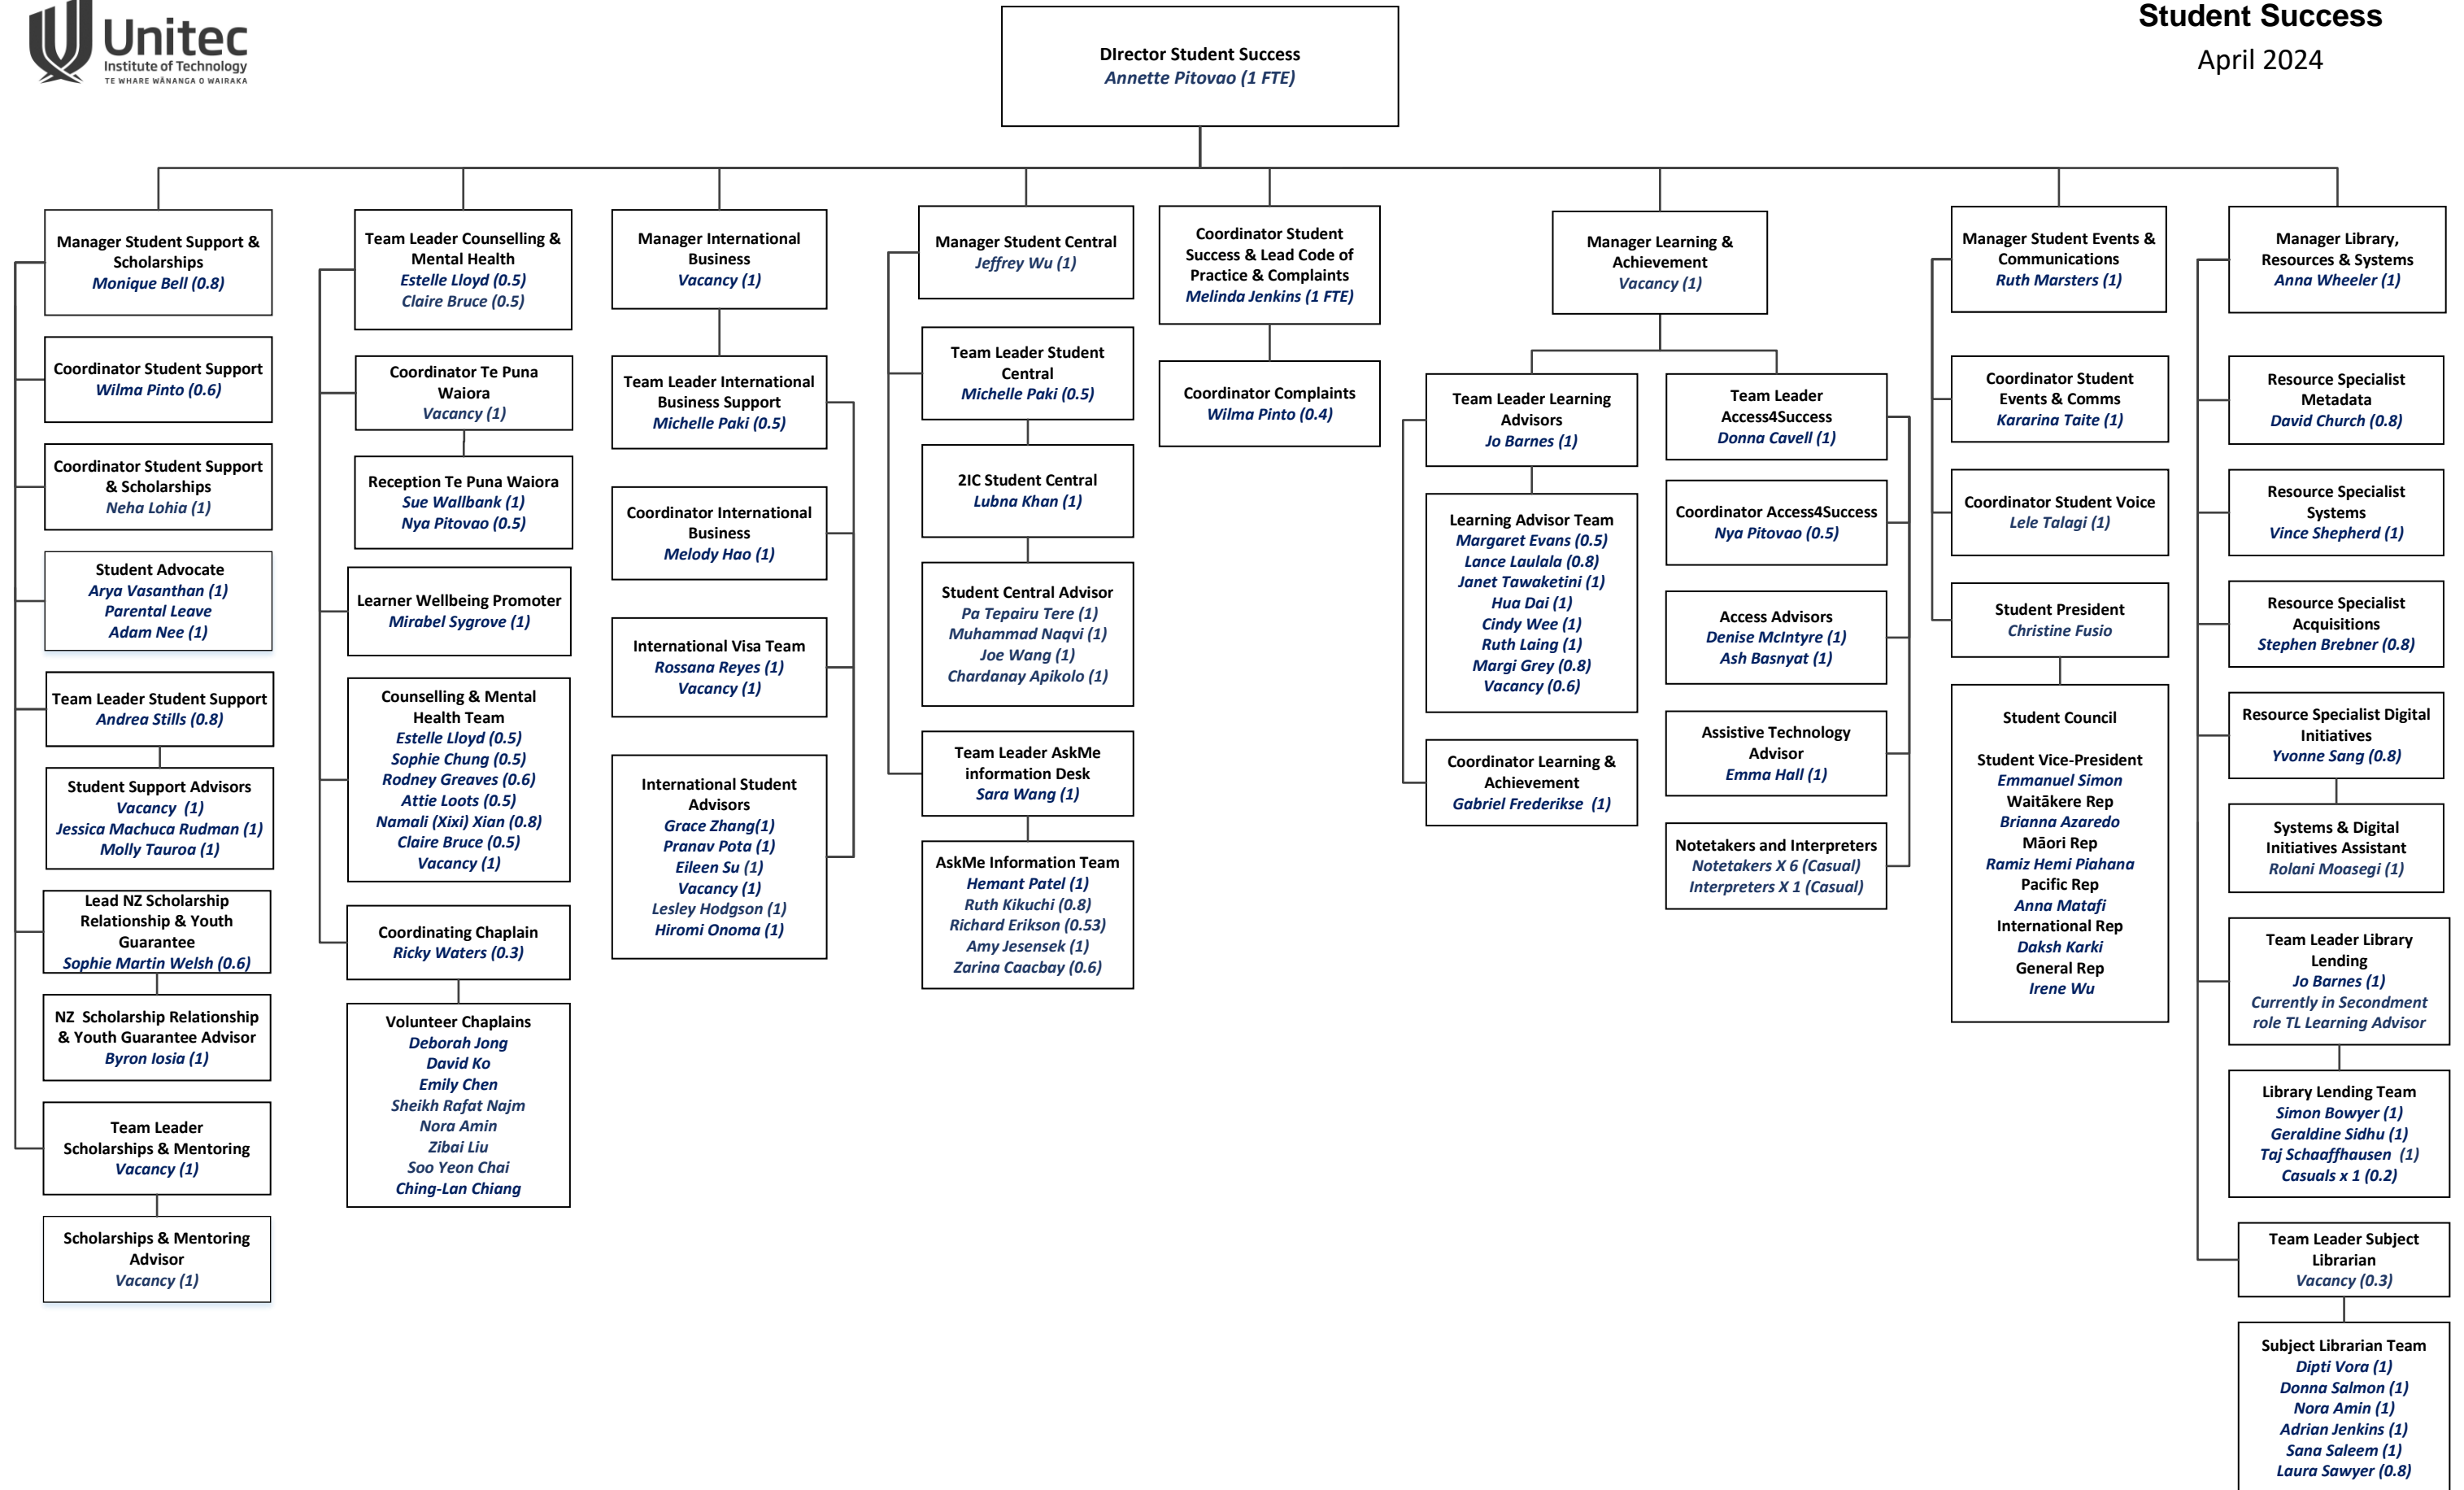 Unitec
Institute of Technology
TE WHARE WĀNANGA O WAIRAKA
Student Success
April 2024
DIrector Student Success
Annette Pitovao (1 FTE)
Manager Student Support &
Scholarships
Monique Bell (0.8)
Coordinator Student Support
Wilma Pinto (0.6)
Coordinator Student Support
& Scholarships
Neha Lohia (1)
Student Advocate
Arya Vasanthan (1)
Parental Leave
Adam Nee (1)
Team Leader Student Support
Andrea Stills (0.8)
Student Support Advisors
Vacancy  (1)
Jessica Machuca Rudman (1)
Molly Tauroa (1)
Lead NZ Scholarship
Relationship & Youth
Guarantee
Sophie Martin Welsh (0.6)
NZ  Scholarship Relationship
& Youth Guarantee Advisor
Byron Iosia (1)
Team Leader
Scholarships & Mentoring
Vacancy (1)
Scholarships & Mentoring
Advisor
Vacancy (1)
Team Leader Counselling &
Mental Health
Estelle Lloyd (0.5)
Claire Bruce (0.5)
Coordinator Te Puna
Waiora
Vacancy (1)
Reception Te Puna Waiora
Sue Wallbank (1)
Nya Pitovao (0.5)
Learner Wellbeing Promoter
Mirabel Sygrove (1)
Counselling & Mental
Health Team
Estelle Lloyd (0.5)
Sophie Chung (0.5)
Rodney Greaves (0.6)
Attie Loots (0.5)
Namali (Xixi) Xian (0.8)
Claire Bruce (0.5)
Vacancy (1)
Coordinating Chaplain
Ricky Waters (0.3)
Volunteer Chaplains
Deborah Jong
David Ko
Emily Chen
Sheikh Rafat Najm
Nora Amin
Zibai Liu
Soo Yeon Chai
Ching-Lan Chiang
Manager International
Business
Vacancy (1)
Team Leader International
Business Support
Michelle Paki (0.5)
Coordinator International
Business
Melody Hao (1)
International Visa Team
Rossana Reyes (1)
Vacancy (1)
International Student
Advisors
Grace Zhang(1)
Pranav Pota (1)
Eileen Su (1)
Vacancy (1)
Lesley Hodgson (1)
Hiromi Onoma (1)
Manager Student Central
Jeffrey Wu (1)
Team Leader Student
Central
Michelle Paki (0.5)
2IC Student Central
Lubna Khan (1)
Student Central Advisor
Pa Tepairu Tere (1)
Muhammad Naqvi (1)
Joe Wang (1)
Chardanay Apikolo (1)
Team Leader AskMe
information Desk
Sara Wang (1)
AskMe Information Team
Hemant Patel (1)
Ruth Kikuchi (0.8)
Richard Erikson (0.53)
Amy Jesensek (1)
Zarina Caacbay (0.6)
Coordinator Student
Success & Lead Code of
Practice & Complaints
Melinda Jenkins (1 FTE)
Coordinator Complaints
Wilma Pinto (0.4)
Manager Learning &
Achievement
Vacancy (1)
Team Leader Learning
Advisors
Jo Barnes (1)
Learning Advisor Team
Margaret Evans (0.5)
Lance Laulala (0.8)
Janet Tawaketini (1)
Hua Dai (1)
Cindy Wee (1)
Ruth Laing (1)
Margi Grey (0.8)
Vacancy (0.6)
Coordinator Learning &
Achievement
Gabriel Frederikse  (1)
Team Leader
Access4Success
Donna Cavell (1)
Coordinator Access4Success
Nya Pitovao (0.5)
Access Advisors
Denise McIntyre (1)
Ash Basnyat (1)
Assistive Technology
Advisor
Emma Hall (1)
Notetakers and Interpreters
Notetakers X 6 (Casual)
Interpreters X 1 (Casual)
Manager Student Events &
Communications
Ruth Marsters (1)
Coordinator Student
Events & Comms
Kararina Taite (1)
Coordinator Student Voice
Lele Talagi (1)
Student President
Christine Fusio
Student Council
Student Vice-President
Emmanuel Simon
Waitākere Rep
Brianna Azaredo
Māori Rep
Ramiz Hemi Piahana
Pacific Rep
Anna Matafi
International Rep
Daksh Karki
General Rep
Irene Wu
Manager Library,
Resources & Systems
Anna Wheeler (1)
Resource Specialist
Metadata
David Church (0.8)
Resource Specialist
Systems
Vince Shepherd (1)
Resource Specialist
Acquisitions
Stephen Brebner (0.8)
Resource Specialist Digital
Initiatives
Yvonne Sang (0.8)
Systems & Digital
Initiatives Assistant
Rolani Moasegi (1)
Team Leader Library
Lending
Jo Barnes (1)
Currently in Secondment
role TL Learning Advisor
Library Lending Team
Simon Bowyer (1)
Geraldine Sidhu (1)
Taj Schaaffhausen  (1)
Casuals x 1 (0.2)
Team Leader Subject
Librarian
Vacancy (0.3)
Subject Librarian Team
Dipti Vora (1)
Donna Salmon (1)
Nora Amin (1)
Adrian Jenkins (1)
Sana Saleem (1)
Laura Sawyer (0.8)